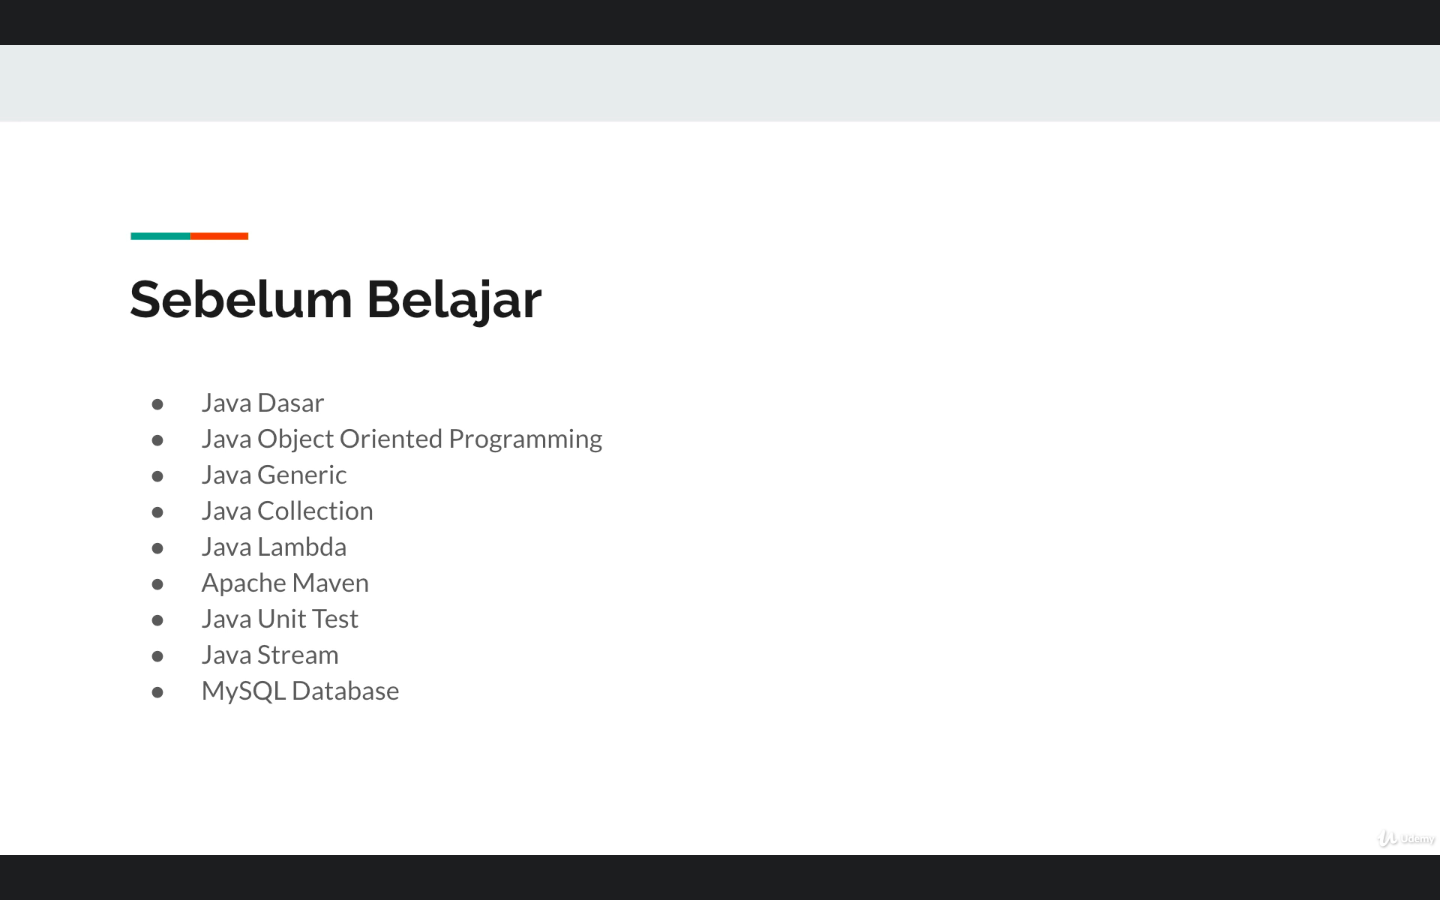 Sebelum Belajar
● Java Dasar
● Java Object Oriented Programming
● Java Generic
● Java Collection
● Java Lambda
● Apache Maven
● Java Unit Test
● Java Stream
● MySQL Database
Udemy